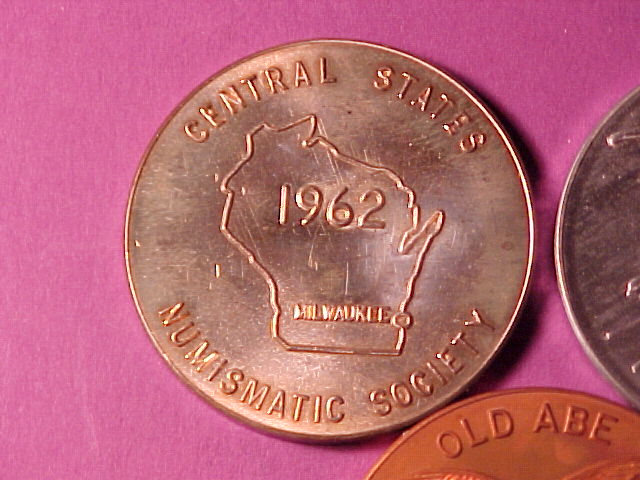 CENTRAL STATES
1962
MILWAUKEE
NUMISMATIC SOCIETY
OLD ABE